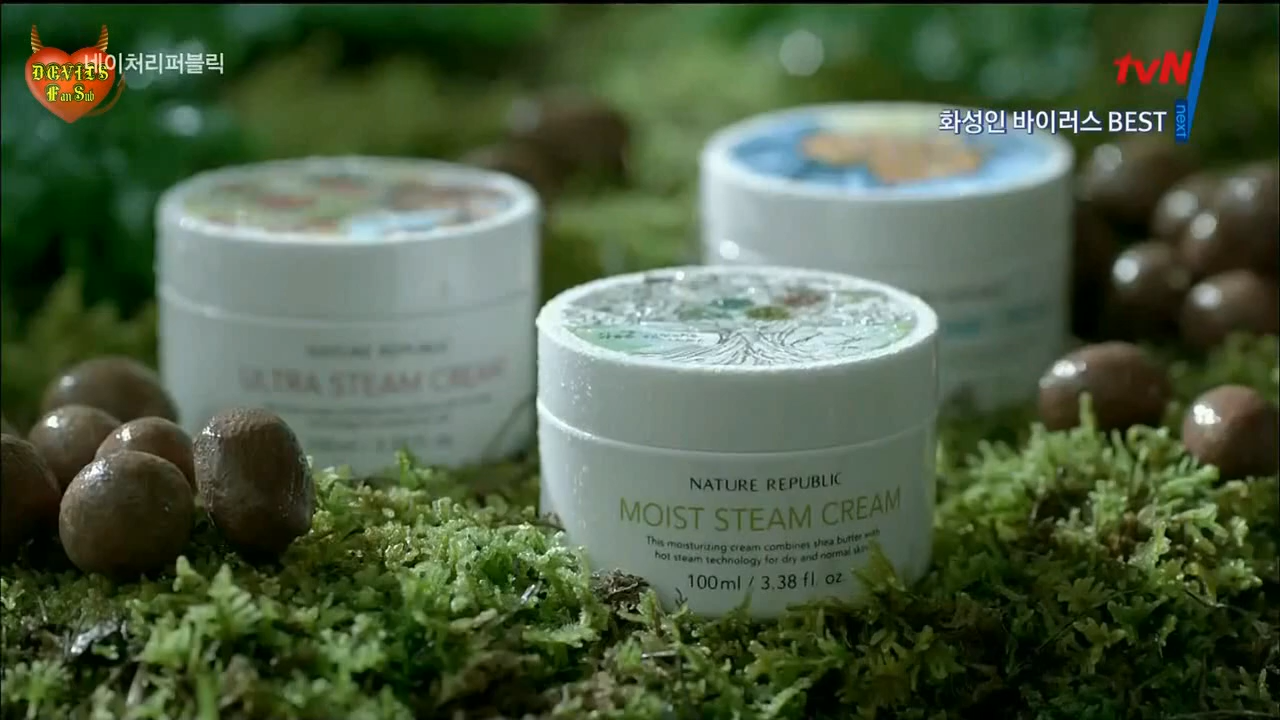 DEVILS
Fan Sub
네이처리퍼블릭
tvN
화성인 바이러스 BEST
next
NATURE REPUBLIC
ULTRA STEAM CREAM
NATURE REPUBLIC
MOIST STEAM CREAM
This moisturizing cream combines shea butter with
hot steam technology for dry and normal skin
100ml / 3.38 fl. oz.